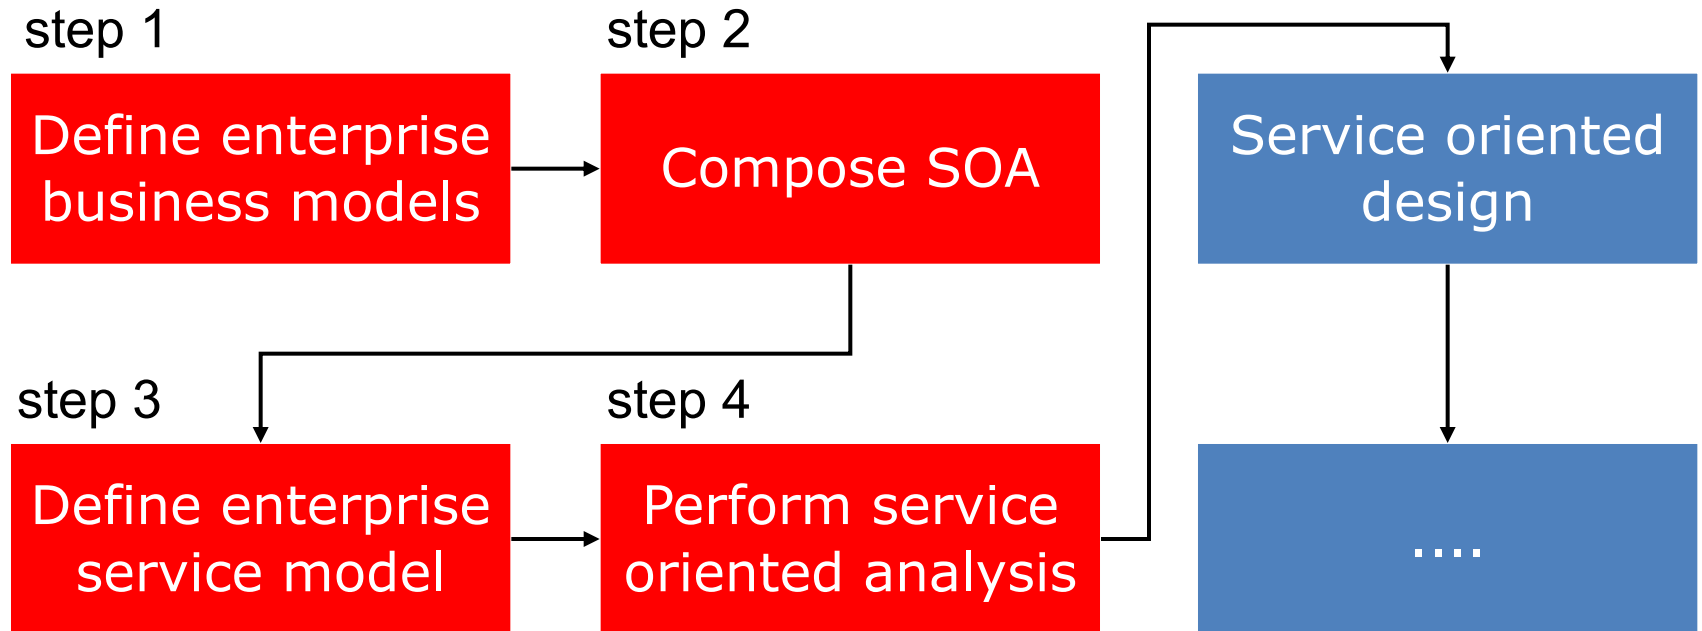 step 1
Define enterprise
business models
step 2
Compose SOA
step 3
Define enterprise
service model
step 4
Perform service
oriented analysis
Service oriented
design
....